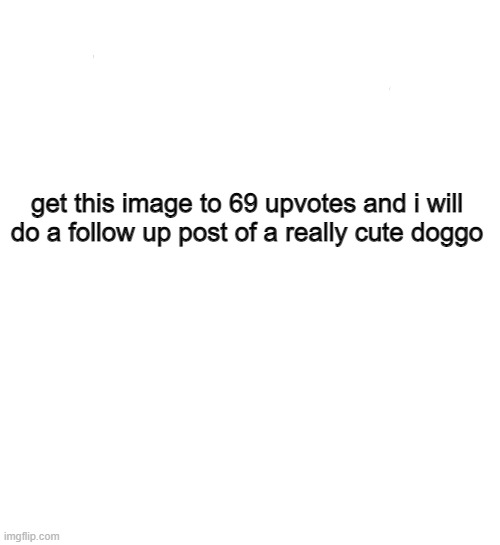 get this image to 69 upvotes and i will
do a follow up post of a really cute doggo
imgflip.com